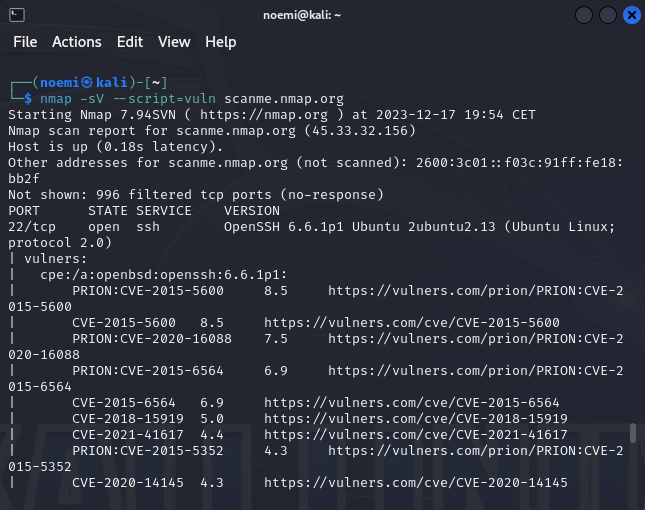 noemi@kali: ~
File Actions Edit View Help
┌──(noemi㉿kali)-[~]
└─$ nmap -sV --script=vuln scanme.nmap.org
Starting Nmap 7.94SVN ( https://nmap.org ) at 2023-12-17 19:54 CET
Nmap scan report for scanme.nmap.org (45.33.32.156)
Host is up (0.18s latency).
Other addresses for scanme.nmap.org (not scanned): 2600:3c01::f03c:91ff:fe18:
bb2f
Not shown: 996 filtered tcp ports (no-response)
PORT      STATE SERVICE    VERSION
22/tcp    open  ssh        OpenSSH 6.6.1p1 Ubuntu 2ubuntu2.13 (Ubuntu Linux;
protocol 2.0)
| vulners:
|   cpe:/a:openbsd:openssh:6.6.1p1:
|       PRION:CVE-2015-5600     8.5     https://vulners.com/prion/PRION:CVE-2
015-5600
|       CVE-2015-5600   8.5     https://vulners.com/cve/CVE-2015-5600
|       PRION:CVE-2020-16088    7.5     https://vulners.com/prion/PRION:CVE-2
020-16088
|       PRION:CVE-2015-6564     6.9     https://vulners.com/prion/PRION:CVE-2
015-6564
|       CVE-2015-6564   6.9     https://vulners.com/cve/CVE-2015-6564
|       CVE-2018-15919  5.0     https://vulners.com/cve/CVE-2018-15919
|       CVE-2021-41617  4.4     https://vulners.com/cve/CVE-2021-41617
|       PRION:CVE-2015-5352     4.3     https://vulners.com/prion/PRION:CVE-2
015-5352
|       CVE-2020-14145  4.3     https://vulners.com/cve/CVE-2020-14145